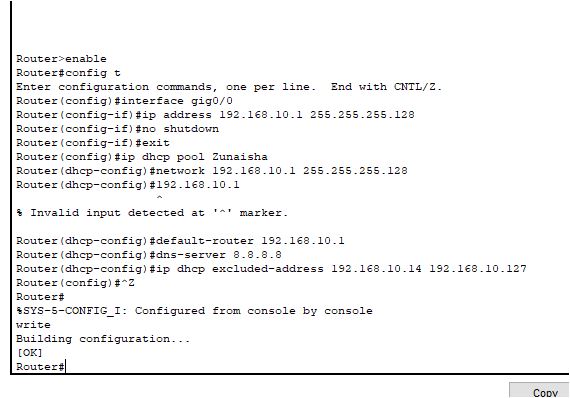 Router>enable
Router#config t
Enter configuration commands, one per line.  End with CNTL/Z.
Router(config)#interface gig0/0
Router(config-if)#ip address 192.168.10.1 255.255.255.128
Router(config-if)#no shutdown
Router(config-if)#exit
Router(config)#ip dhcp pool Zunaisha
Router(dhcp-config)#network 192.168.10.1 255.255.255.128
Router(dhcp-config)#192.168.10.1
^
% Invalid input detected at '^' marker.
Router(dhcp-config)#default-router 192.168.10.1
Router(dhcp-config)#dns-server 8.8.8.8
Router(dhcp-config)#ip dhcp excluded-address 192.168.10.14 192.168.10.127
Router(config)#^Z
Router#
%SYS-5-CONFIG_I: Configured from console by console
write
Building configuration...
[OK]
Router#
Copy